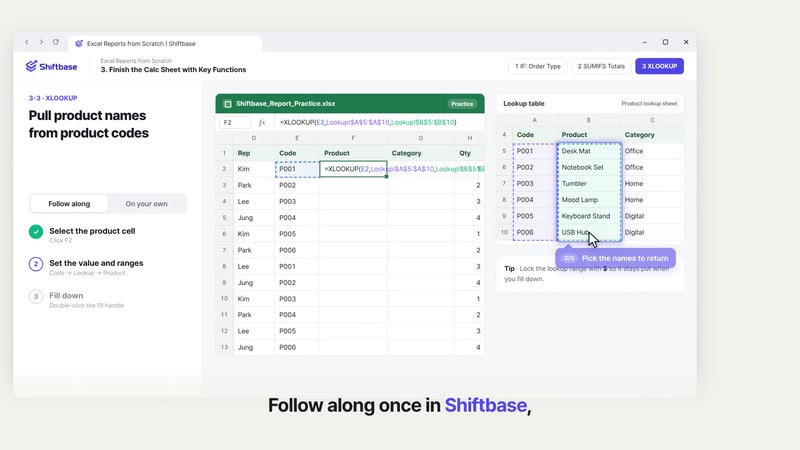 Excel Reports from Scratch | Shiftbase
Shiftbase
Excel Reports from Scratch
3. Finish the Calc Sheet with Key Functions
1 IF: Order Type
2 SUMIFS Totals
3 XLOOKUP
3-3 · XLOOKUP
Pull product names
from product codes
Follow along
On your own
Select the product cell
Click F2
2 Set the value and ranges
Code → Lookup → Product
3 Fill down
Double-click the fill handle
Shiftbase_Report_Practice.xlsx
Practice
F2 fx =XLOOKUP(E2,Lookup!$A$5:$A$10,Lookup!$B$5:$B$10)
D E F G H
1 Rep Code Product Category Qty
2 Kim P001 =XLOOKUP(E2,Lookup!$A$5:$A$10,Lookup!$B$5:$B
3 Park P002 2
4 Lee P003 3
5 Jung P004 4
6 Kim P005 1
7 Park P006 2
8 Lee P001 3
9 Jung P002 4
10 Kim P003 1
11 Park P004 2
12 Lee P005 3
13 Jung P006 4
Lookup table
Product lookup sheet
A B C
4 Code Product Category
5 P001 Desk Mat Office
6 P002 Notebook Set Office
7 P003 Tumbler Home
8 P004 Mood Lamp Home
9 P005 Keyboard Stand Digital
10 P006 USB Hub Digital
2/3 Pick the names to return
Tip · Lock the lookup range with $ so it stays put when
you fill down.
Follow along once in Shiftbase,